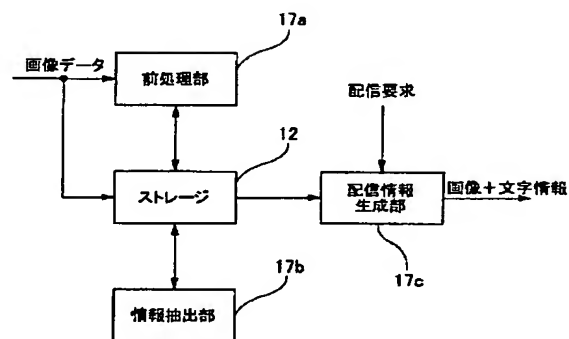 17a
画像データ
前処理部
配信要求
12
ストレージ
配信情報
生成部
画像+文字情報
17b
17c
情報抽出部